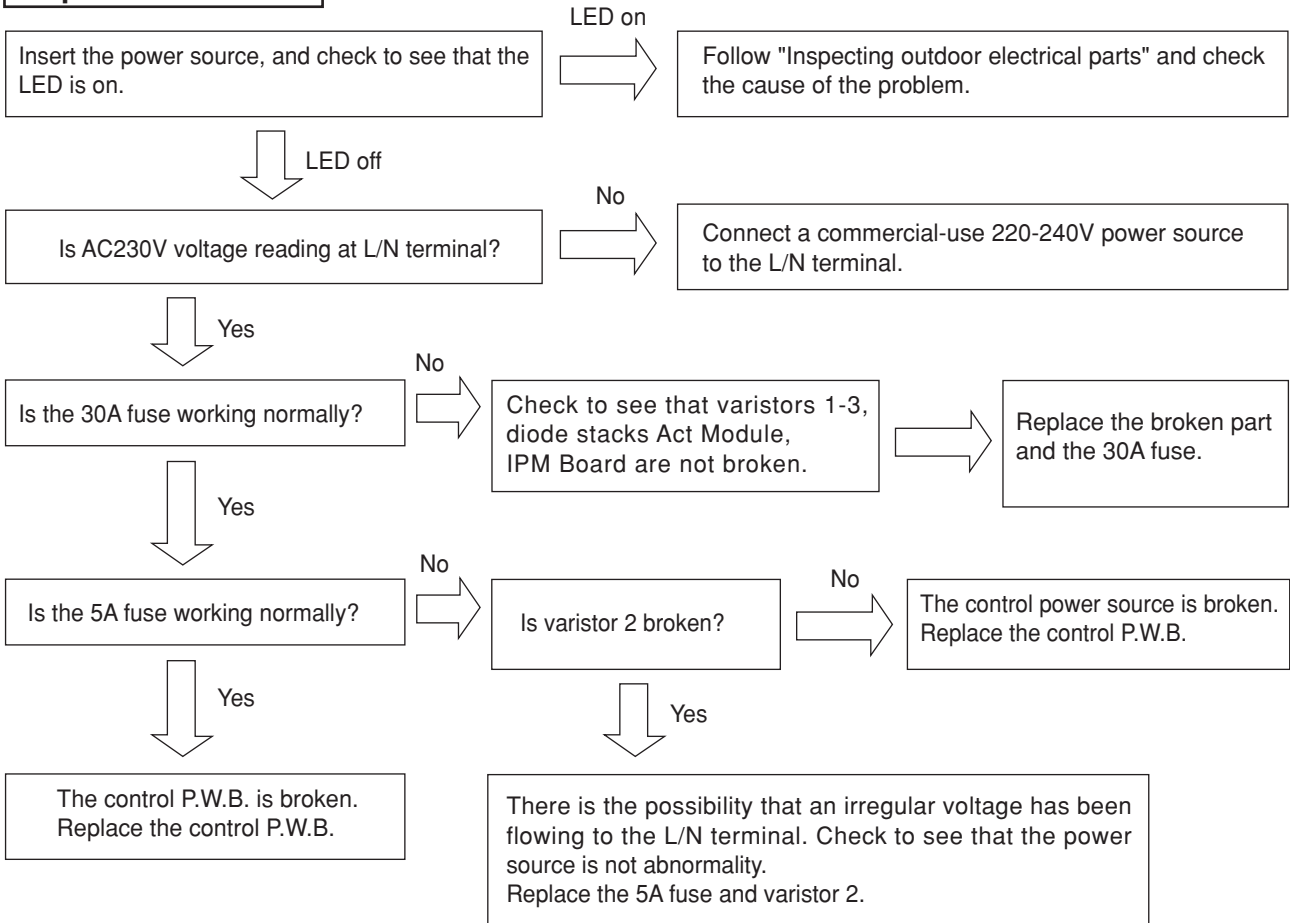 LED on
Insert the power source, and check to see that the
LED is on.
Follow "Inspecting outdoor electrical parts" and check
the cause of the problem.
LED off
Is AC230V voltage reading at L/N terminal?
No
Connect a commercial-use 220-240V power source
to the L/N terminal.
Yes
Is the 30A fuse working normally?
No
Check to see that varistors 1-3,
diode stacks Act Module,
IPM Board are not broken.
Replace the broken part
and the 30A fuse.
Yes
Is the 5A fuse working normally?
No
Is varistor 2 broken?
No
The control power source is broken.
Replace the control P.W.B.
Yes
Yes
The control P.W.B. is broken.
Replace the control P.W.B.
There is the possibility that an irregular voltage has been
flowing to the L/N terminal. Check to see that the power
source is not abnormality.
Replace the 5A fuse and varistor 2.